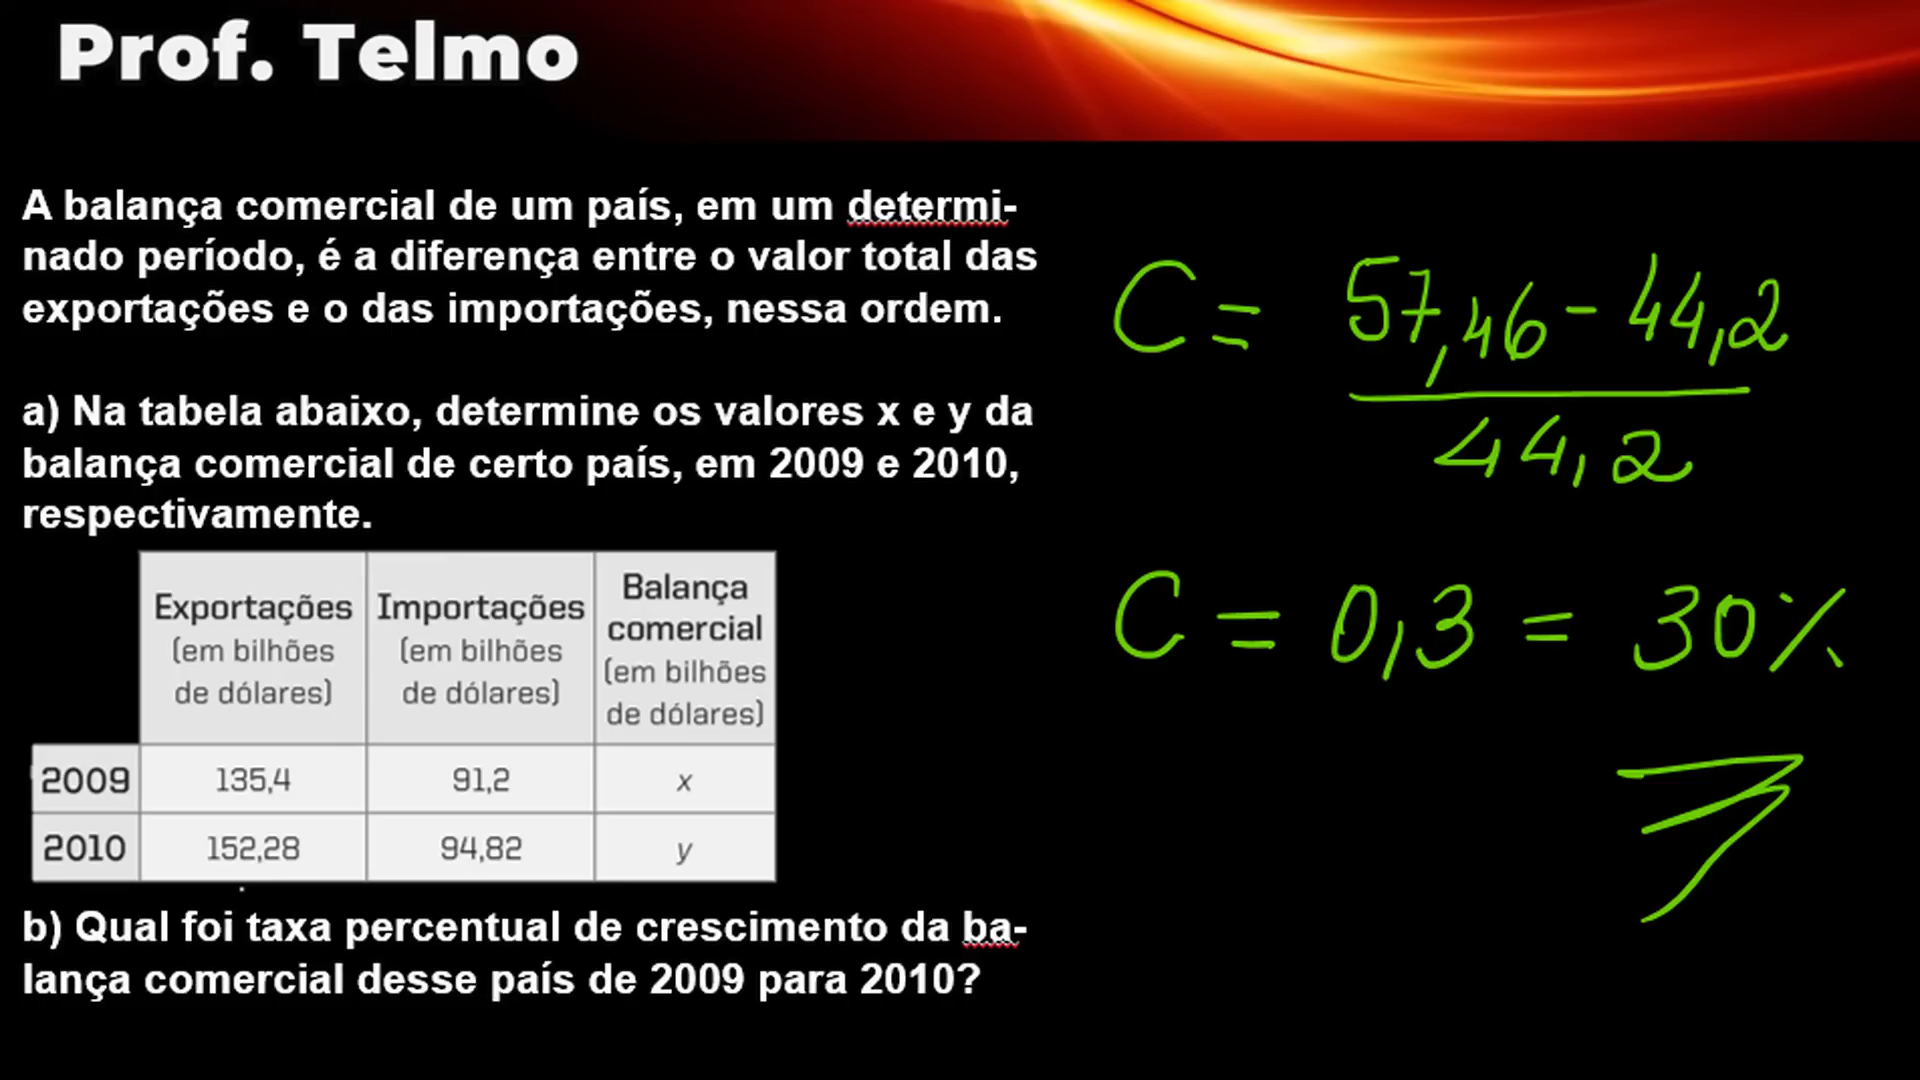 Prof. Telmo
A balança comercial de um país, em um determi-
nado período, é a diferença entre o valor total das
exportações e o das importações, nessa ordem.
a) Na tabela abaixo, determine os valores x e y da
balança comercial de certo país, em 2009 e 2010,
respectivamente.
Exportações (em bilhões de dólares) Importações (em bilhões de dólares) Balança comercial (em bilhões de dólares)
2009 135,4 91,2 x
2010 152,28 94,82 y
b) Qual foi taxa percentual de crescimento da ba-
lança comercial desse país de 2009 para 2010?
C = 57,46 - 44,2
44,2
C = 0,3 = 30%